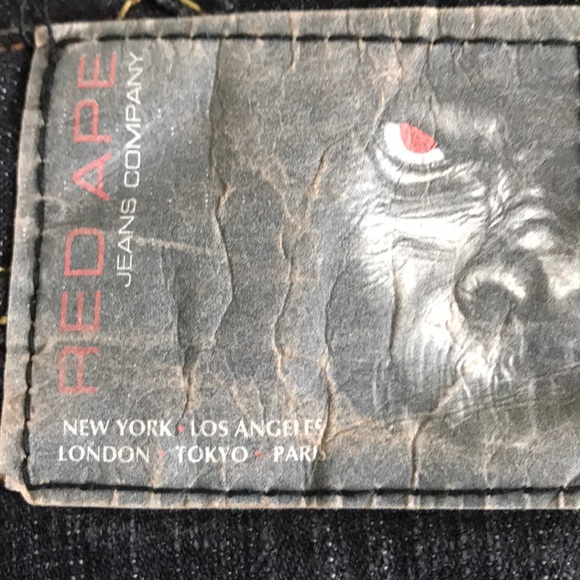 RED APE
JEANS COMPANY
NEW YORK • LOS ANGELES
LONDON • TOKYO • PARIS